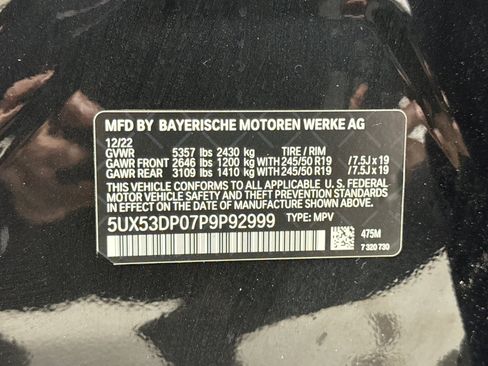 MFD BY BAYERISCHE MOTOREN WERKE AG
12/22
GVWR 5357 lbs 2430 kg TIRE / RIM
GAWR FRONT 2646 lbs 1200 kg WITH 245/50 R19 /7.5J x 19
GAWR REAR 3109 lbs 1410 kg WITH 245/50 R19 /7.5J x 19
THIS VEHICLE CONFORMS TO ALL APPLICABLE U. S. FEDERAL
MOTOR VEHICLE SAFETY AND THEFT PREVENTION STANDARDS
IN EFFECT ON THE DATE OF MANUFACTURE SHOWN ABOVE.
5UX53DP07P9P92999 TYPE: MPV
475M
7 320 730